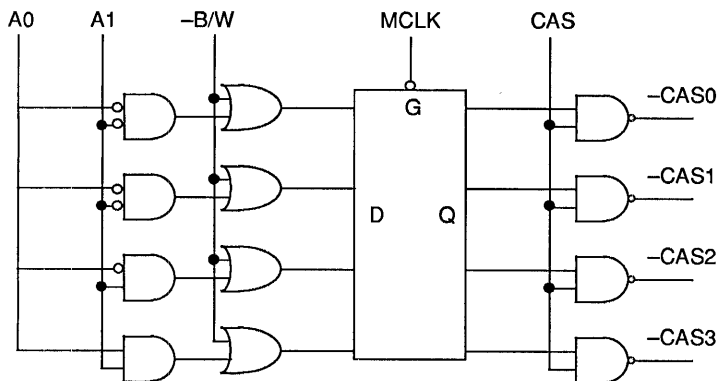 A0 A1 –B/W MCLK CAS
G
D Q
–CAS0
–CAS1
–CAS2
–CAS3